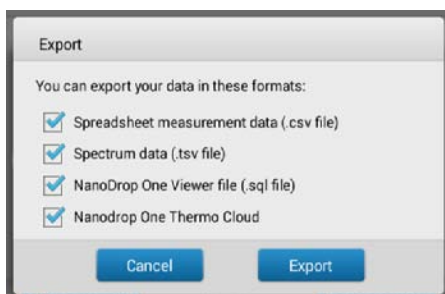 Export
You can export your data in these formats:
Spreadsheet measurement data (.csv file)
Spectrum data (.tsv file)
NanoDrop One Viewer file (.sql file)
Nanodrop One Thermo Cloud
Cancel Export